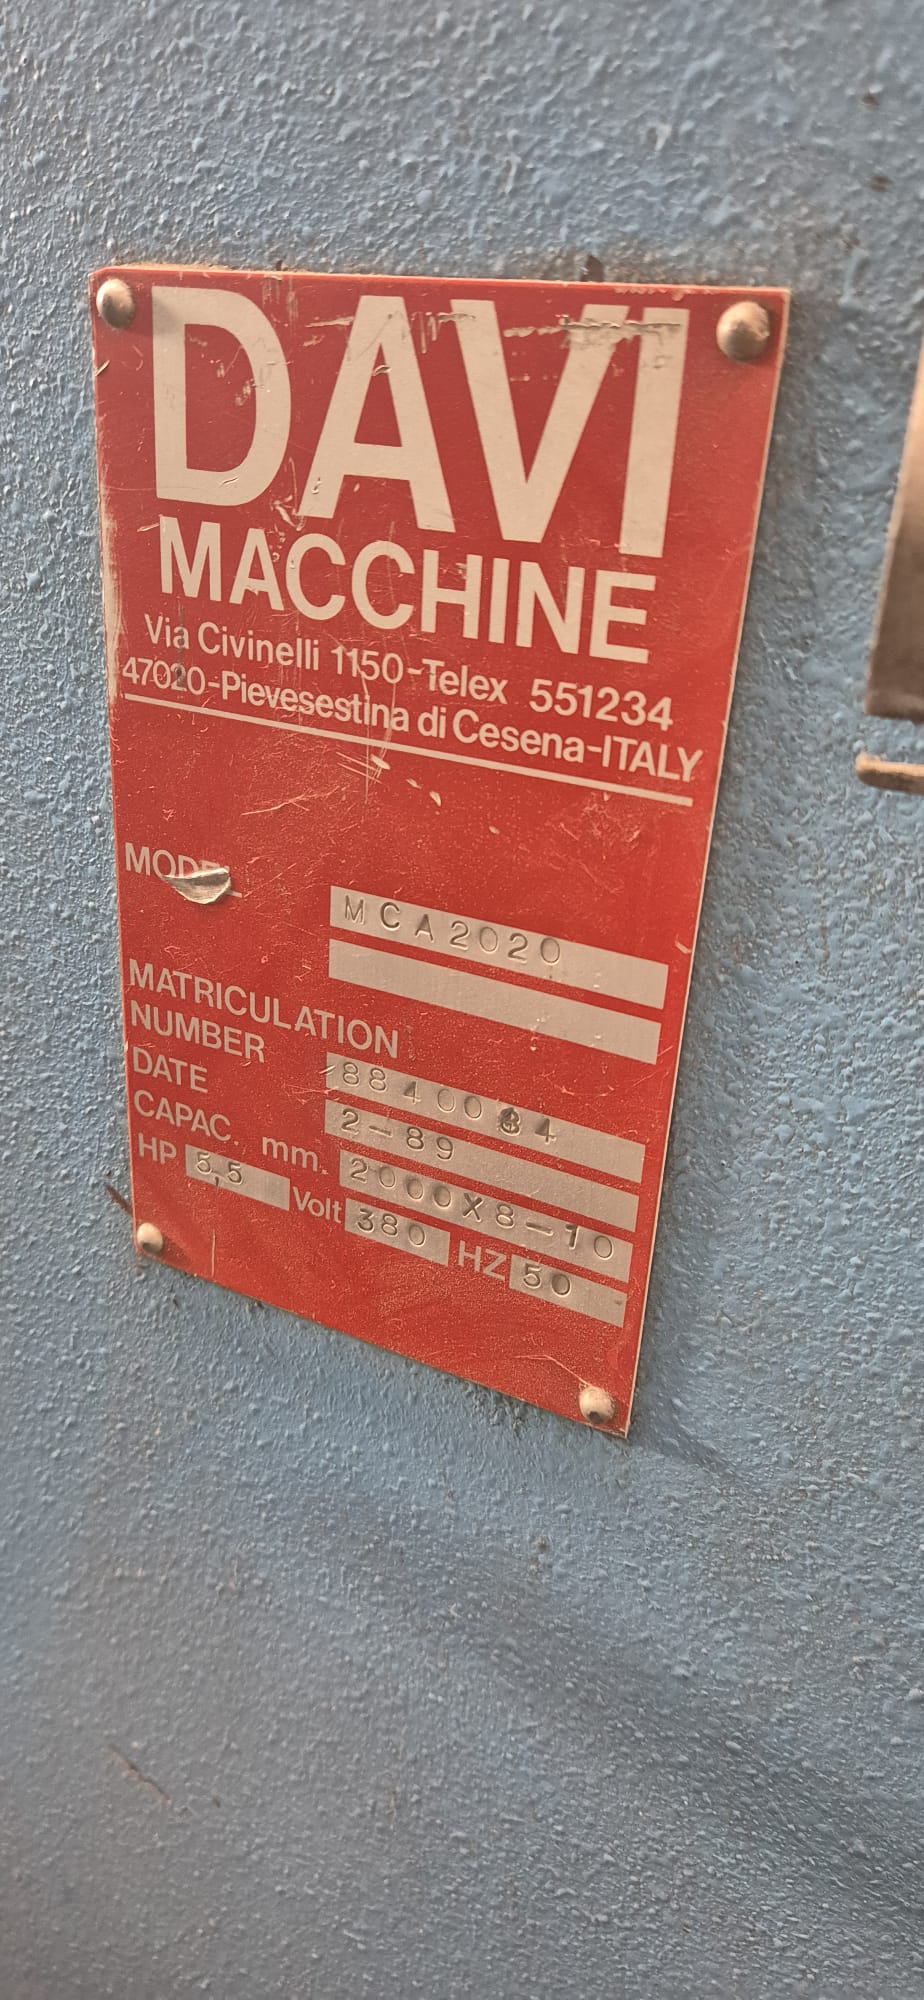 DAVI
MACCHINE
Via Civinelli 1150-Telex 551234
47020-Pievesestina di Cesena-ITALY
MODEL MCA2020
MATRICULATION
NUMBER
DATE 2-89
CAPAC. mm. 2000X8-10
HP 5,5 Volt 380 HZ 50